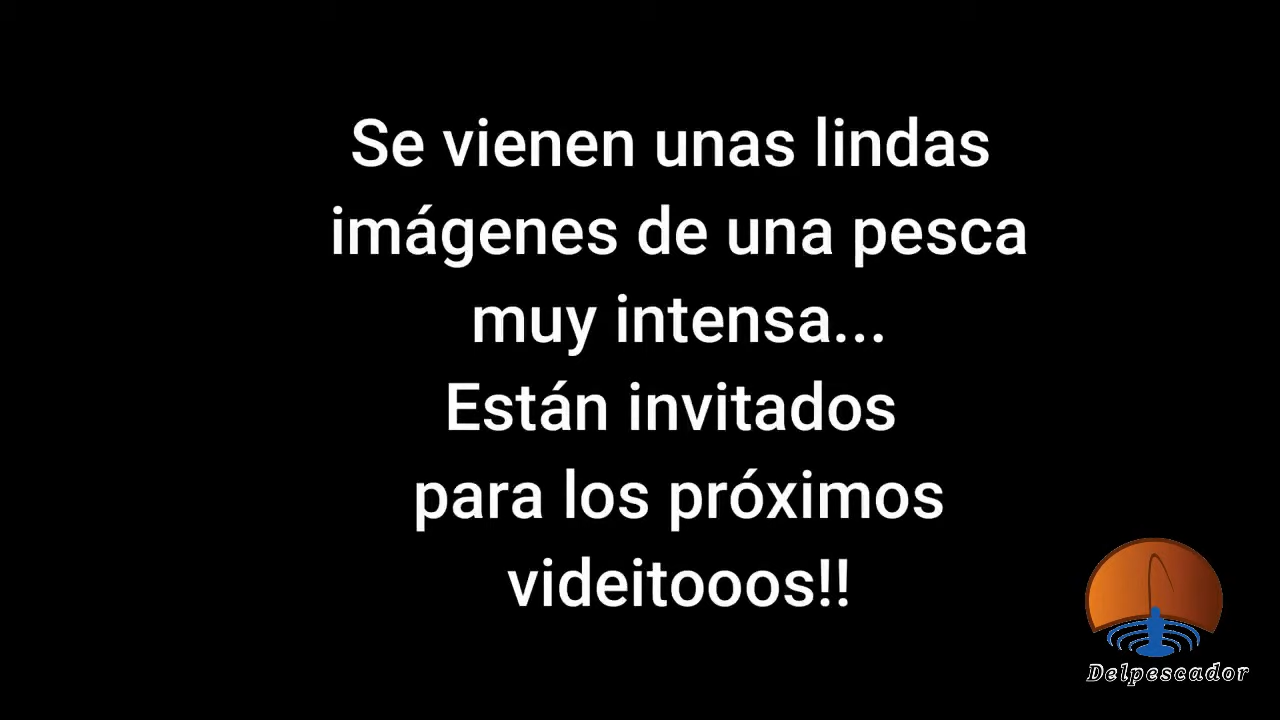 Se vienen unas lindas
imágenes de una pesca
muy intensa...
Están invitados
para los próximos
videitooos!!
Delpescador